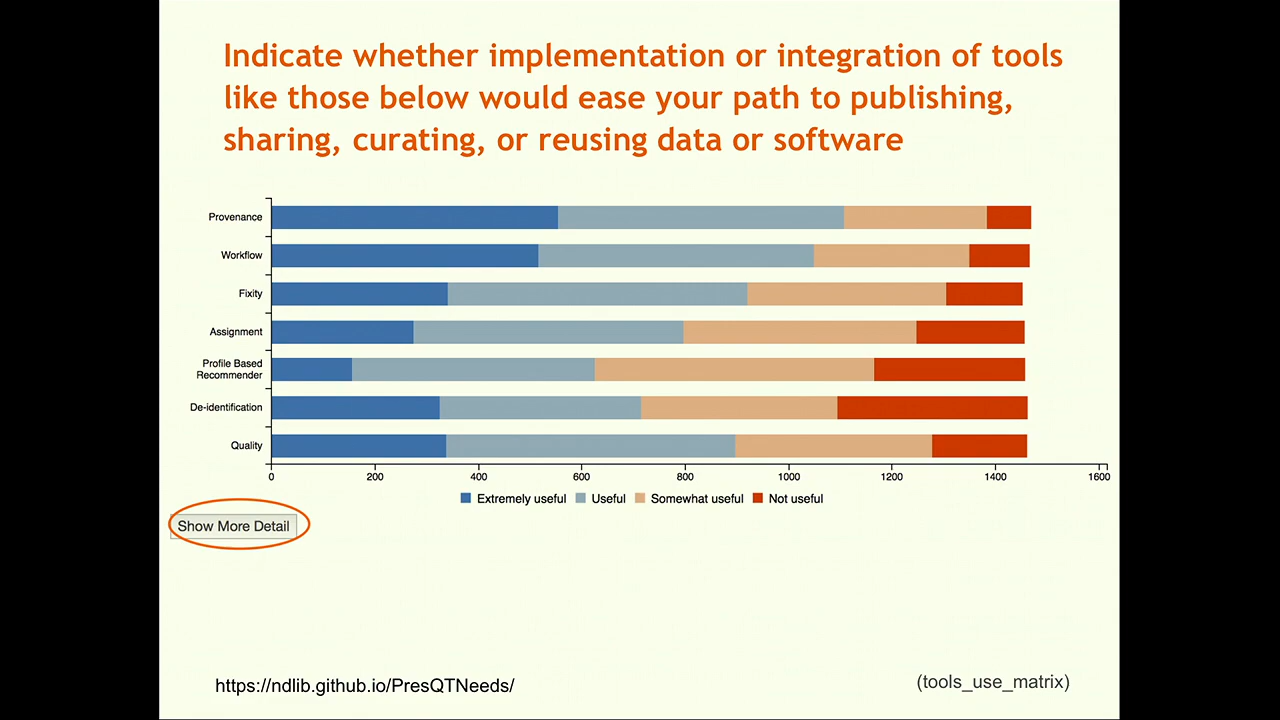 Indicate whether implementation or integration of tools
like those below would ease your path to publishing,
sharing, curating, or reusing data or software
Provenance
Workflow
Fixity
Assignment
Profile Based
Recommender
De-identification
Quality
0 200 400 600 800 1000 1200 1400 1600
Extremely useful Useful Somewhat useful Not useful
Show More Detail
https://ndlib.github.io/PresQTNeeds/
(tools_use_matrix)